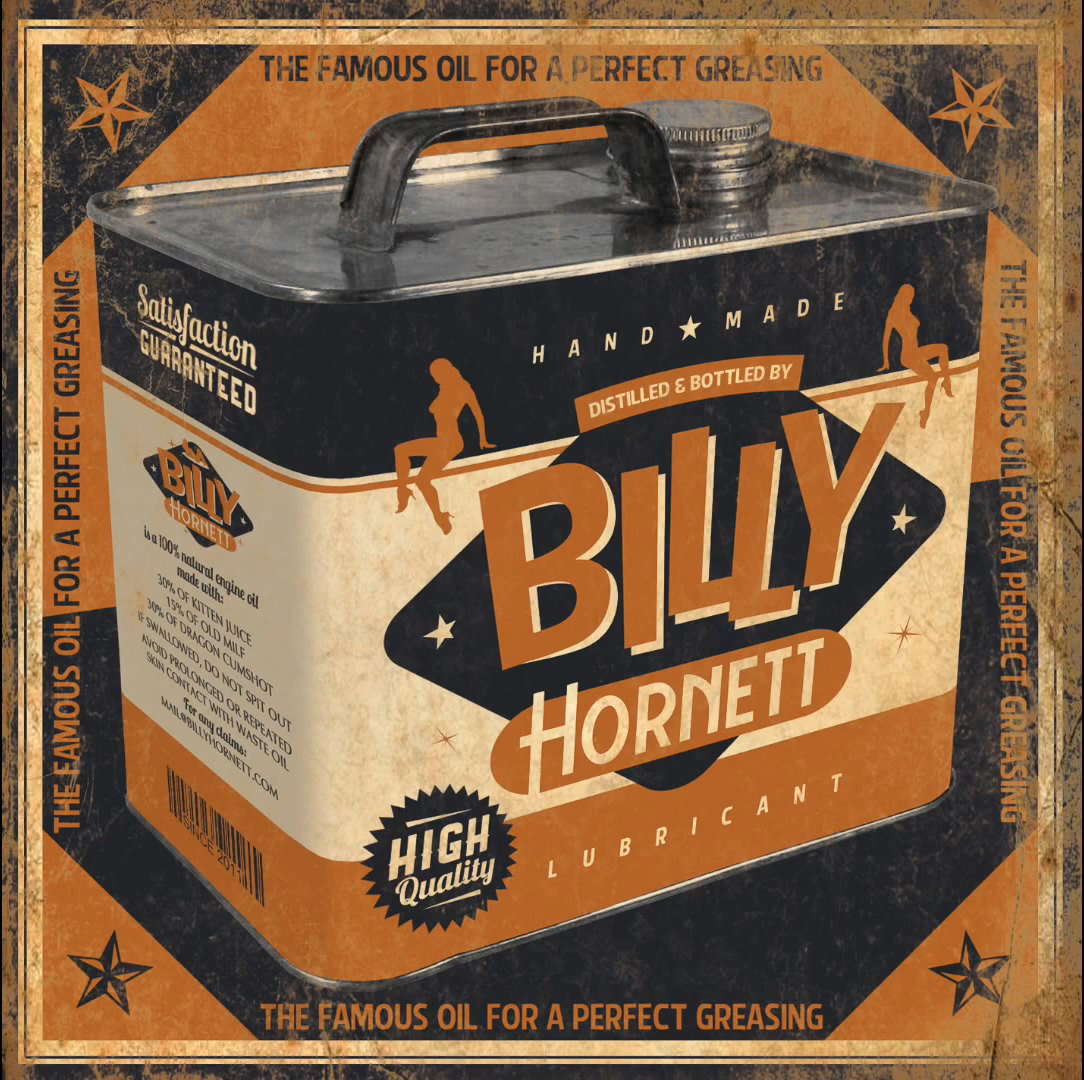 THE FAMOUS OIL FOR A PERFECT GREASING
THE FAMOUS OIL FOR A PERFECT GREASING
THE FAMOUS OIL FOR A PERFECT GREASING
Satisfaction
GUARANTEED
HAND★MADE
DISTILLED & BOTTLED BY
BILLY
HORNETT
LUBRICANT
HIGH
Quality
BILLY
HORNETT
is a 100% natural engine oil
made with:
30% OF KITTEN JUICE
15% OF OLD MILF
30% OF DRAGON CUMSHOT
IF SWALLOWED, DO NOT SPIT OUT
AVOID PROLONGED OR REPEATED
SKIN CONTACT WITH WASTE OIL
For any claims:
MAIL@BILLYHORNETT.COM
SINCE 2011
THE FAMOUS OIL FOR A PERFECT GREASING